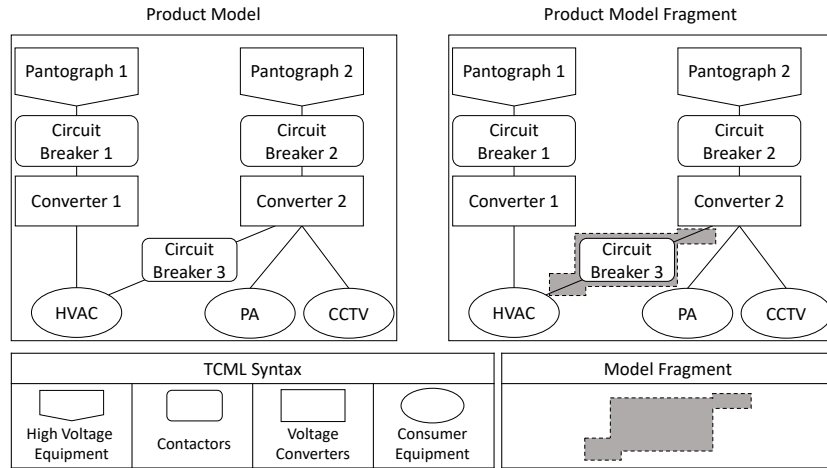 Product Model
Pantograph 1
Pantograph 2
Circuit
Breaker 1
Circuit
Breaker 2
Converter 1
Converter 2
Circuit
Breaker 3
HVAC
PA
CCTV
Product Model Fragment
Pantograph 1
Pantograph 2
Circuit
Breaker 1
Circuit
Breaker 2
Converter 1
Converter 2
Circuit
Breaker 3
HVAC
PA
CCTV
TCML Syntax
High Voltage
Equipment
Contactors
Voltage
Converters
Consumer
Equipment
Model Fragment